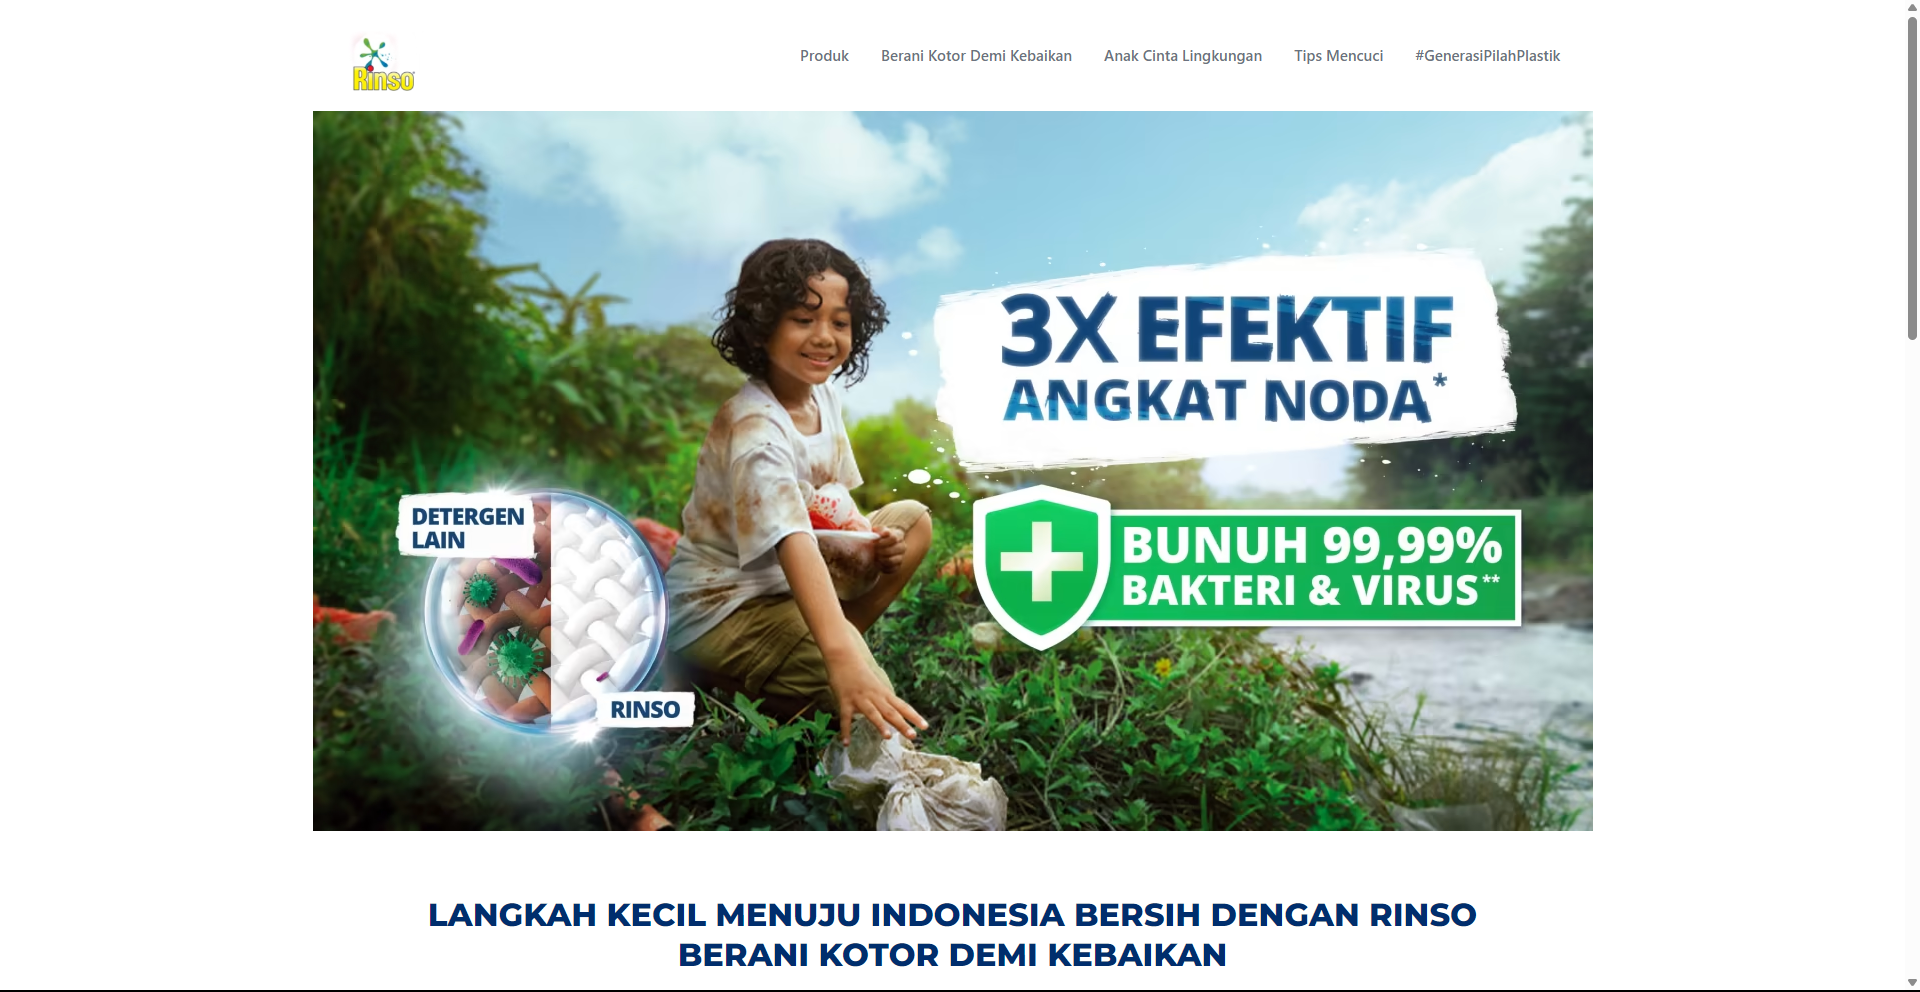 Rinso
Produk
Berani Kotor Demi Kebaikan
Anak Cinta Lingkungan
Tips Mencuci
#GenerasiPilahPlastik
3X EFEKTIF
ANGKAT NODA*
DETERGEN
LAIN
BUNUH 99,99%
BAKTERI & VIRUS**
RINSO
LANGKAH KECIL MENUJU INDONESIA BERSIH DENGAN RINSO
BERANI KOTOR DEMI KEBAIKAN